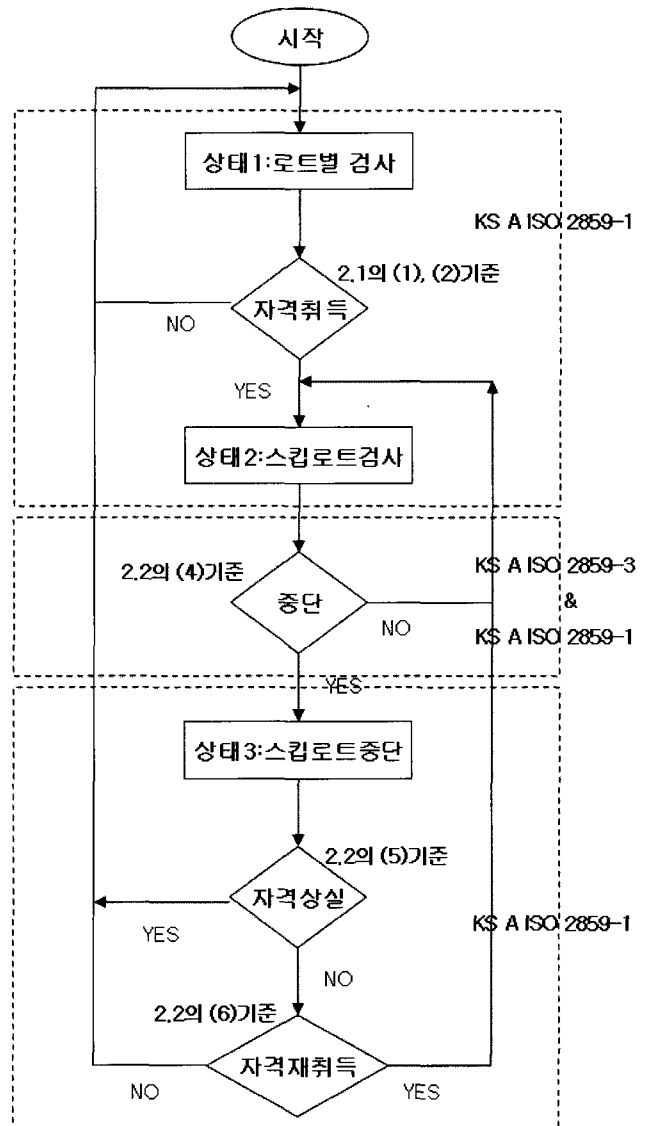 시작
상태1:로트별 검사
KS A ISO 2859-1
2.1의 (1), (2)기준
자격취득
NO
YES
상태2:스킵로트검사
2.2의 (4)기준
KS A ISO 2859-3
중단
&
NO
KS A ISO 2859-1
YES
상태3:스킵로트중단
2.2의 (5)기준
자격상실
KS A ISO 2859-1
YES
NO
2.2의 (6)기준
자격재취득
NO
YES